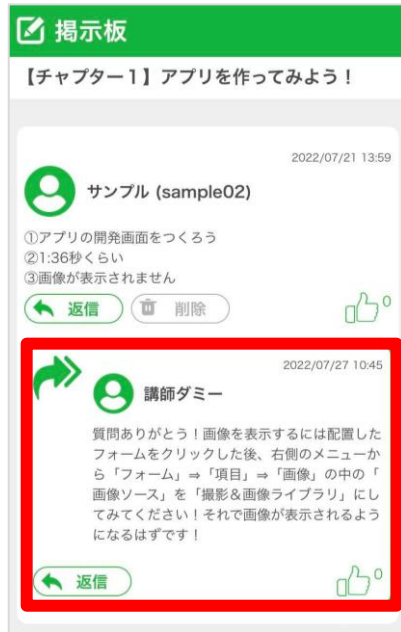 掲示板
【チャプター１】アプリを作ってみよう！
2022/07/21 13:59
サンプル (sample02)
①アプリの開発画面をつくろう
②1:36秒くらい
③画像が表示されません
返信
削除
0
2022/07/27 10:45
講師ダミー
質問ありがとう！画像を表示するには配置した
フォームをクリックした後、右側のメニューか
ら「フォーム」⇒「項目」⇒「画像」の中の「
画像ソース」を「撮影＆画像ライブラリ」にし
てみてください！それで画像が表示されるよう
になるはずです！
返信
0